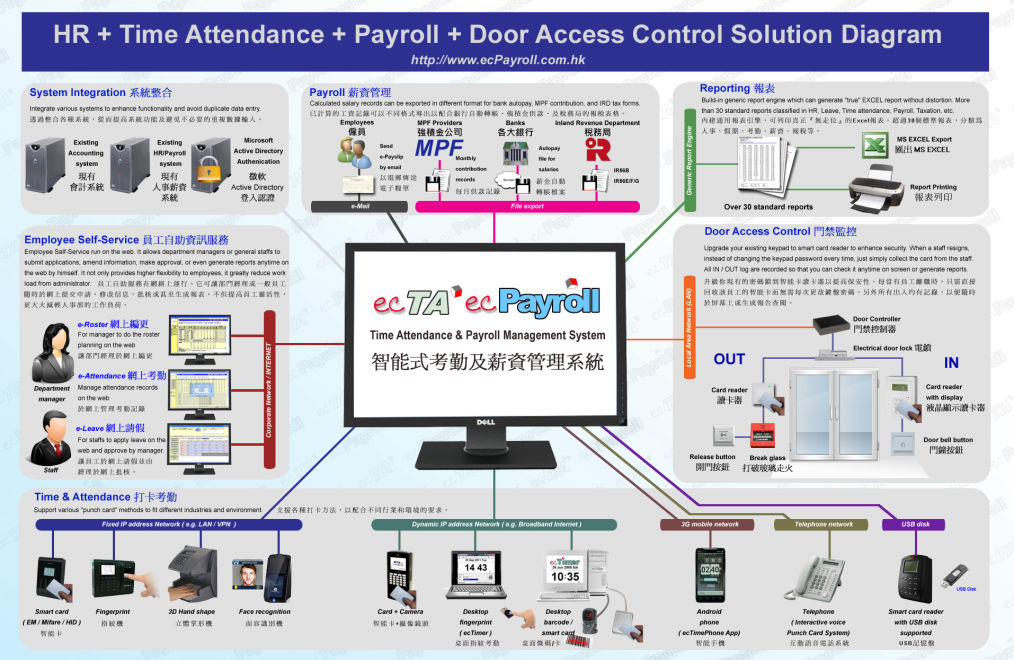 HR + Time Attendance + Payroll + Door Access Control Solution Diagram
http://www.ecPayroll.com.hk
System Integration 系統整合
Integrate various systems to enhance functionality and avoid duplicate data entry.
透過整合各種系統，從而提高系統功能及避免不必要的重複數據輸入。
Existing
Accounting
system
現有
會計系統
Existing
HR/Payroll
system
現有
人事薪資
系統
Microsoft
Active Directory
Authenication
微軟
Active Directory
登入認證
Payroll 薪資管理
Calculated salary records can be exported in different format for bank autopay, MPF contribution, and IRD tax forms.
已計算的工資記錄可以不同格式導出以配合銀行自動轉帳、強積金供款、及稅務局的報稅表格。
Employees
僱員
Send
e-Payslip
by email
以電郵傳送
電子糧單
e-Mail
MPF Providers
強積金公司
MPF
Monthly
contribution
records
每月供款記錄
Banks
各大銀行
Autopay
file for
salaries
薪金自動
轉帳檔案
Inland Revenue Department
稅務局
IR56B
IR56E/F/G
File export
Reporting 報表
Build-in generic report engine which can generate "true" EXCEL report without distortion. More
than 30 standard reports classified in HR, Leave, Time attendance, Payroll, Taxation, etc.
內建通用報表引擎，可列印真正『無走位』的Excel報表。超過30個標準報表，分類為
人事、假期、考勤、薪資、報稅等。
Generic Report Engine
Over 30 standard reports
MS EXCEL Export
匯出 MS EXCEL
Report Printing
報表列印
Employee Self-Service 員工自助資訊服務
Employee Self-Service run on the web. It allows department managers or general staffs to
submit applications, amend information, make approval, or even generates reports anytime on
the web by himself. It not only provides higher flexibility to employees, it greatly reduce work
load from administrator. 員工自助服務在網絡上運行。它可讓部門經理或一般員工
隨時於網上提交申請、修改信息、批核或甚至生成報表。不但提高員工靈活性，
更大大減輕人事部的工作負荷。
e-Roster 網上編更
For manager to do the roster
planning on the web
讓部門經理於網上編更
Department
manager
e-Attendance 網上考勤
Manage attendance records
on the web
於網上管理考勤記錄
e-Leave 網上請假
For staffs to apply leave on the
web and approve by manager.
讓員工於網上請假並由
經理於網上批核。
Staff
Corporate Network / INTERNET
ecTA ecPayroll
Time Attendance & Payroll Management System
智能式考勤及薪資管理系統
DELL
Door Access Control 門禁監控
Upgrade your existing keypad to smart card reader to enhance security. When a staff resigns,
instead of changing the keypad password every time, just simply collect the card from the staff.
All IN / OUT log are recorded so that you can check it anytime on screen or generate reports.
升級你現有的密碼鎖到智能卡讀卡器可以提高保安性。每當有員工離職時，只需直接
回收該員工的智能卡而無需每次更改鍵盤密碼。另外所有出入均有記錄，以便隨時
於屏幕上或生成報告查閱。
Local Area Network (LAN)
Door Controller
門禁控制器
Electrical door lock 電鎖
OUT
IN
Card reader
讀卡器
Card reader
with display
液晶顯示讀卡器
Release button
開門按鈕
Break glass
打破玻璃走火
Door bell button
門鐘按鈕
Time & Attendance 打卡考勤
Support various "punch card" methods to fit different industries and environment. 支援各種打卡方法，以配合不同行業和環境的要求。
Fixed IP address Network ( e.g. LAN / VPN )
Dynamic IP address Network ( e.g. Broadband Internet )
3G mobile network
Telephone network
USB disk
Smart card
( EM / Mifare / HID )
智能卡
Fingerprint
指紋機
3D Hand shape
立體掌形機
Face recognition
面容識別機
Card + Camera
智能卡+攝像鏡頭
14 43
Desktop
fingerprint
( ecTimer )
桌面指紋考勤
ecTimer
10:35
Desktop
barcode /
smart card
桌面條碼/卡
02:40
Android
phone
( ecTimePhone App)
智能手機
Telephone
( Interactive voice
Punch Card System)
互動語音電話系統
USB Disk
Smart card reader
with USB disk
supported
USB記憶盤